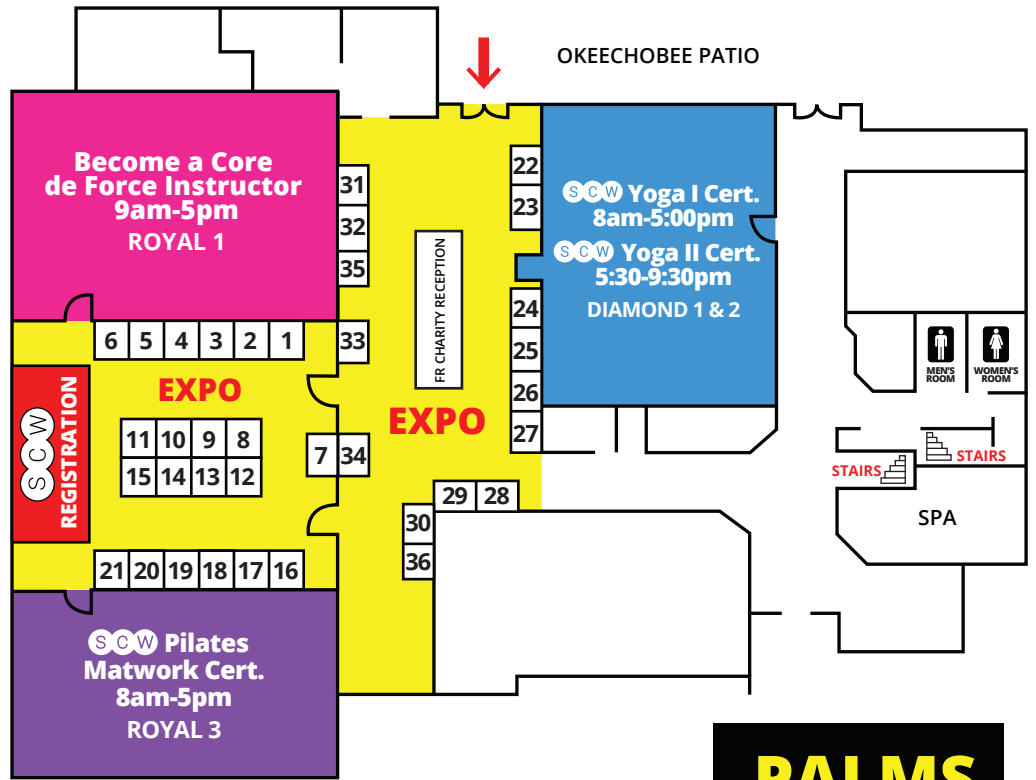 OKEECHOBEE PATIO
Become a Core
de Force Instructor
9am-5pm
ROYAL 1
31
32
35
33
22
23
SCW Yoga I Cert.
8am-5:00pm
SCW Yoga II Cert.
5:30-9:30pm
DIAMOND 1 & 2
FR CHARITY RECEPTION
24
25
26
27
6 5 4 3 2 1
EXPO
EXPO
SCW
REGISTRATION
11 10 9 8
15 14 13 12
7 34
29 28
30
36
21 20 19 18 17 16
SCW Pilates
Matwork Cert.
8am-5pm
ROYAL 3
MEN'S
ROOM
WOMEN'S
ROOM
STAIRS
STAIRS
SPA
PALMS